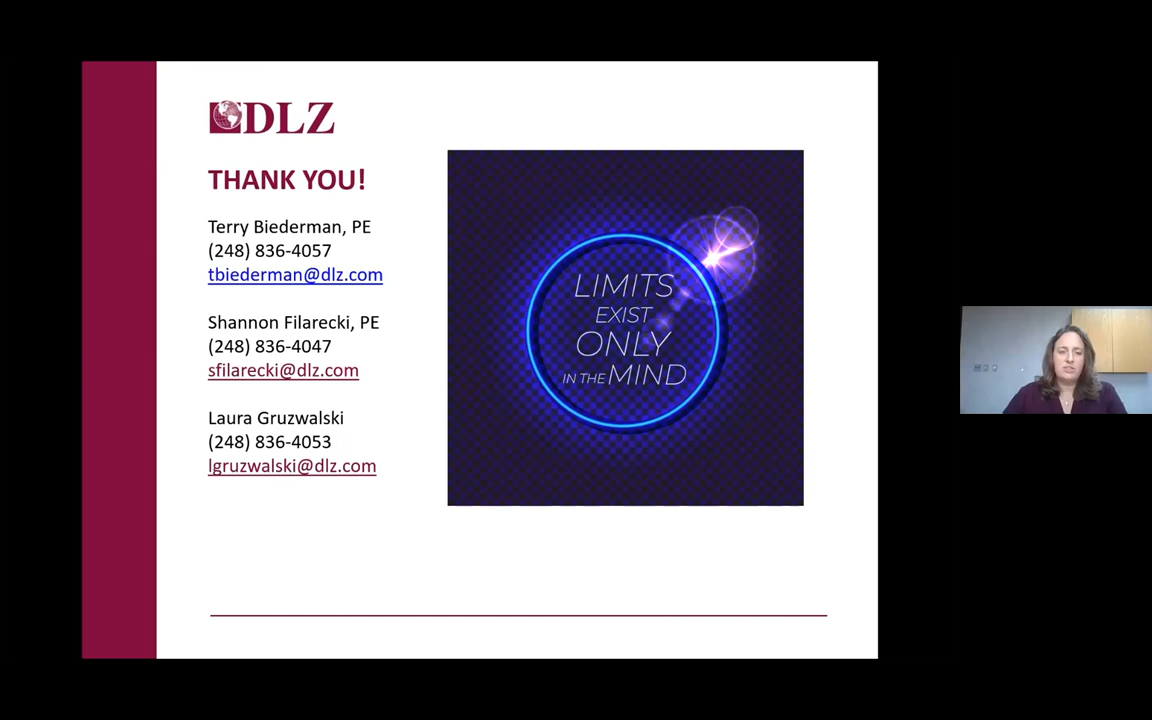 DLZ
THANK YOU!
Terry Biederman, PE
(248) 836-4057
tbiederman@dlz.com
Shannon Filarecki, PE
(248) 836-4047
sfilarecki@dlz.com
Laura Gruzwalski
(248) 836-4053
lgruzwalski@dlz.com
LIMITS
EXIST
ONLY
IN THE MIND